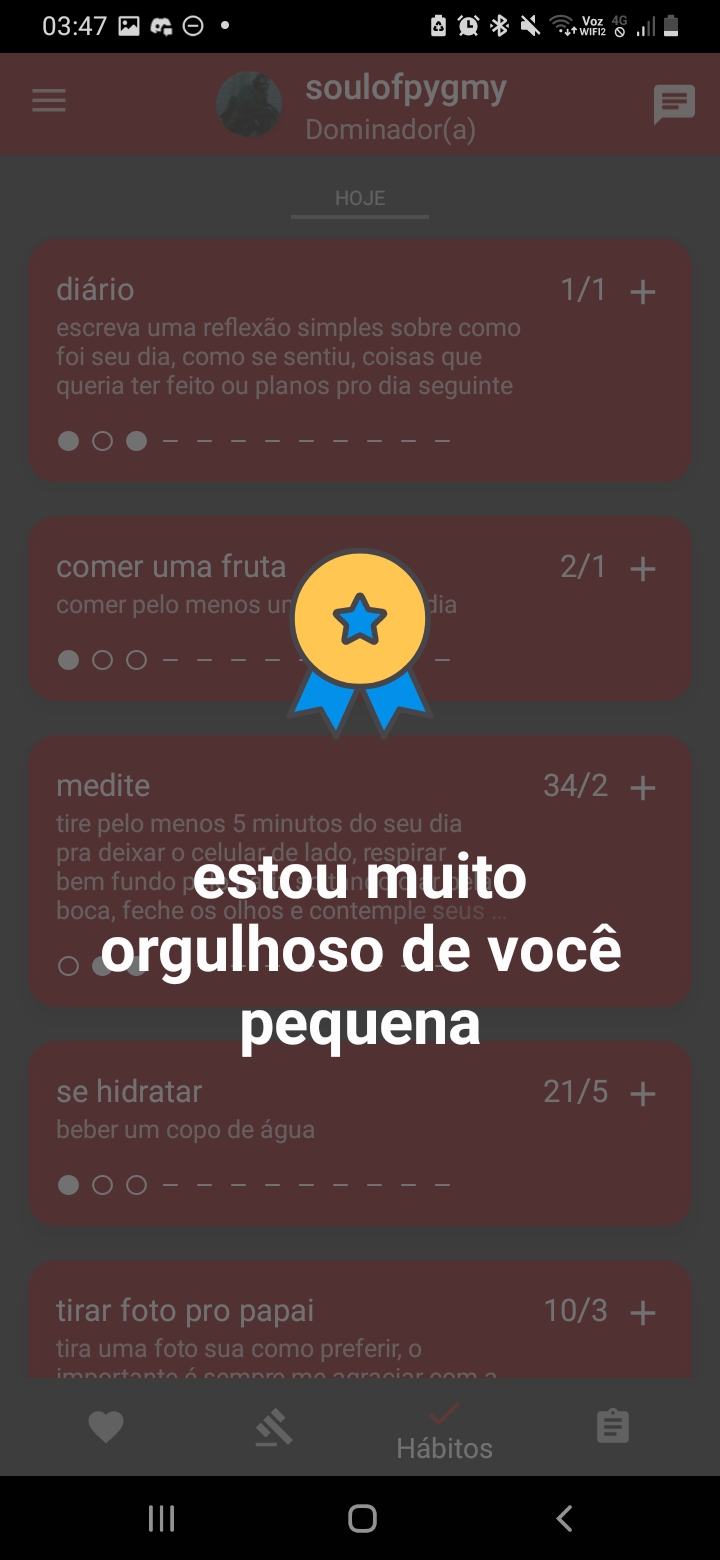 03:47
Voz
WIFI2
4G
soulofpygmy
Dominador(a)
HOJE
diário
1/1
escreva uma reflexão simples sobre como
foi seu dia, como se sentiu, coisas que
queria ter feito ou planos pro dia seguinte
comer uma fruta
2/1
comer pelo menos dia
medite
34/2
tire pelo menos 5 minutos do seu dia
pra deixar o celular de lado, respirar
bem fundo
boca, feche os olhos e contemple seus ...
estou muito
orgulhoso de você
pequena
se hidratar
21/5
beber um copo de água
tirar foto pro papai
10/3
tira uma foto sua como preferir, o
importante é sempre me agraciar com a
Hábitos